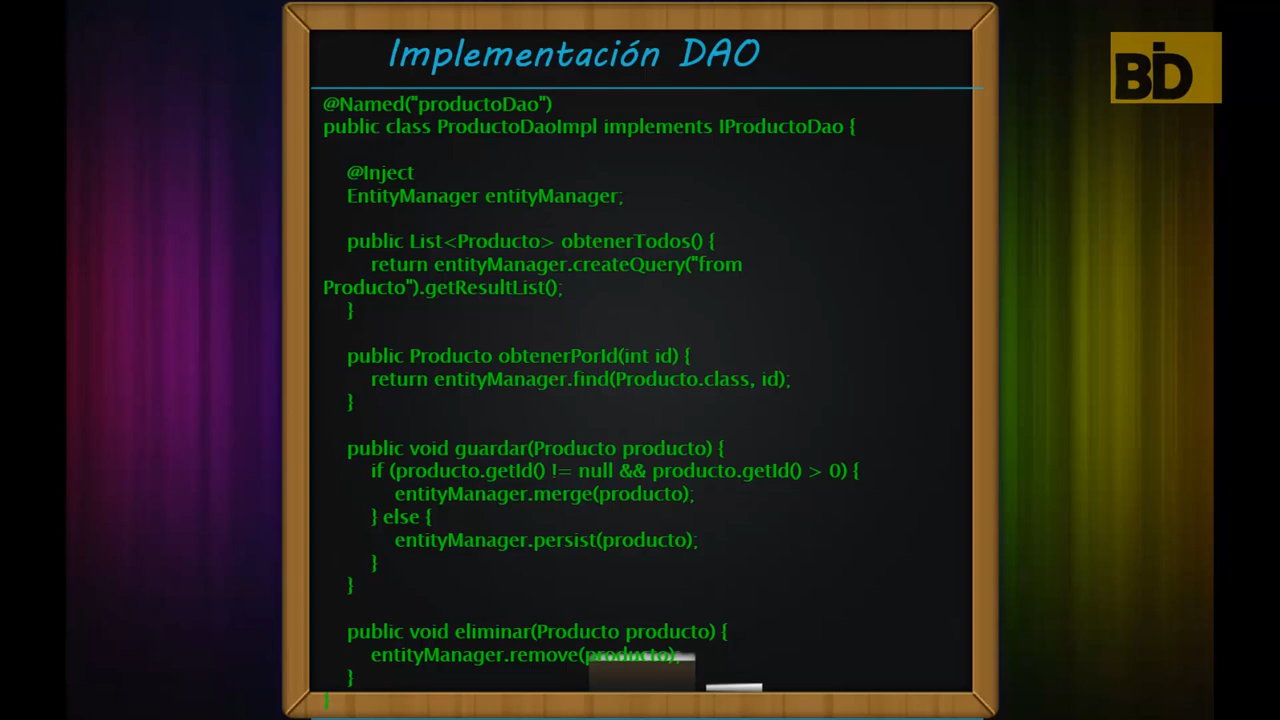 Implementación DAO
BID
@Named("productoDao")
public class ProductoDaoImpl implements IProductoDao {
@Inject
EntityManager entityManager;
public List<Producto> obtenerTodos() {
return entityManager.createQuery("from
Producto").getResultList();
}
public Producto obtenerPorId(int id) {
return entityManager.find(Producto.class, id);
}
public void guardar(Producto producto) {
if (producto.getId() != null && producto.getId() > 0) {
entityManager.merge(producto);
} else {
entityManager.persist(producto);
}
}
public void eliminar(Producto producto) {
entityManager.remove(producto);
}
}